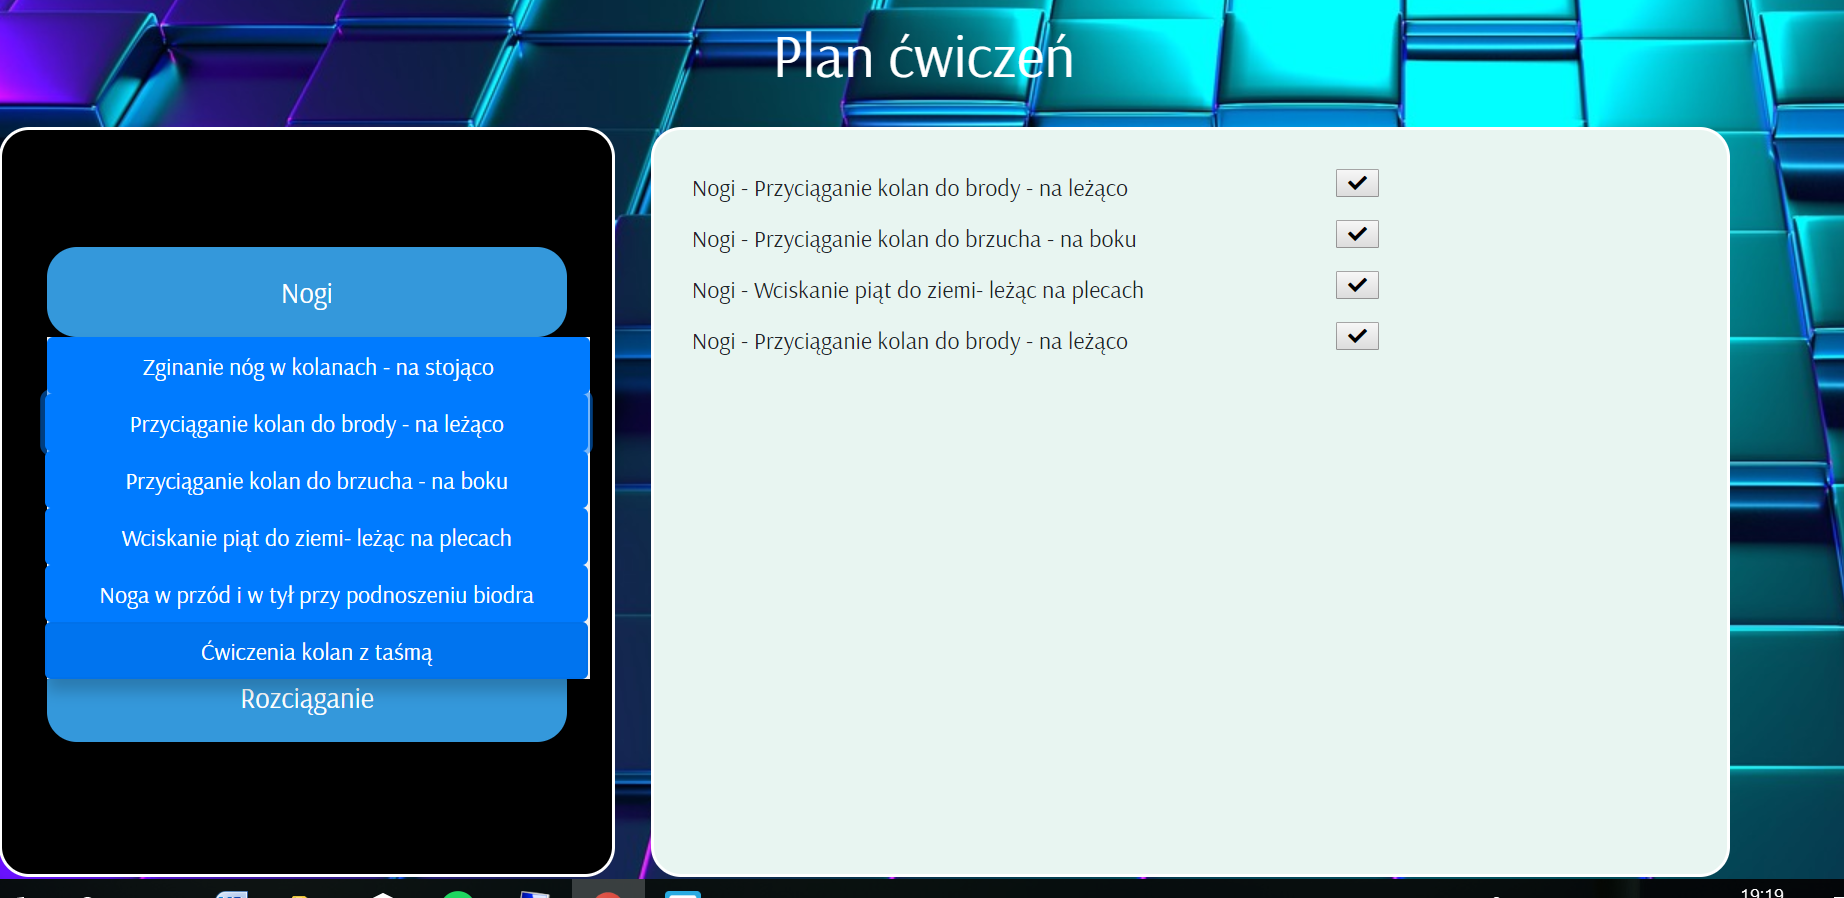 Plan ćwiczeń
Nogi
Zginanie nóg w kolanach - na stojąco
Przyciąganie kolan do brody - na leżąco
Przyciąganie kolan do brzucha - na boku
Wciskanie piąt do ziemi- leżąc na plecach
Noga w przód i w tył przy podnoszeniu biodra
Ćwiczenia kolan z taśmą
Rozciąganie
Nogi - Przyciąganie kolan do brody - na leżąco
Nogi - Przyciąganie kolan do brzucha - na boku
Nogi - Wciskanie piąt do ziemi- leżąc na plecach
Nogi - Przyciąganie kolan do brody - na leżąco
19:19